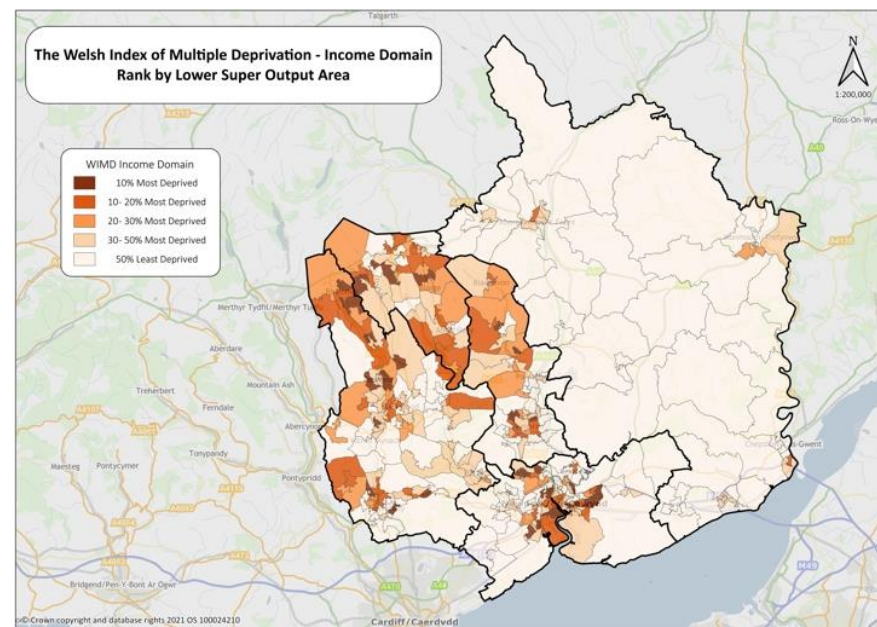 Talgarth
The Welsh Index of Multiple Deprivation - Income Domain
Rank by Lower Super Output Area
N
1:200,000
Ross-On-Wye
WIMD Income Domain
10% Most Deprived
10- 20% Most Deprived
20- 30% Most Deprived
30- 50% Most Deprived
50% Least Deprived
Merthyr Tydfil/Merthyr
Aberdare
Mountain Ash
Treherbert
Ferndale
Abercynon
Tonypandy
Maesteg
Pontycymer
Pontypridd
Bridgend/Pen-Y-Bont Ar Ogwr
M49
Cardiff/Caerdydd
© Crown copyright and database rights 2021 OS 100024210